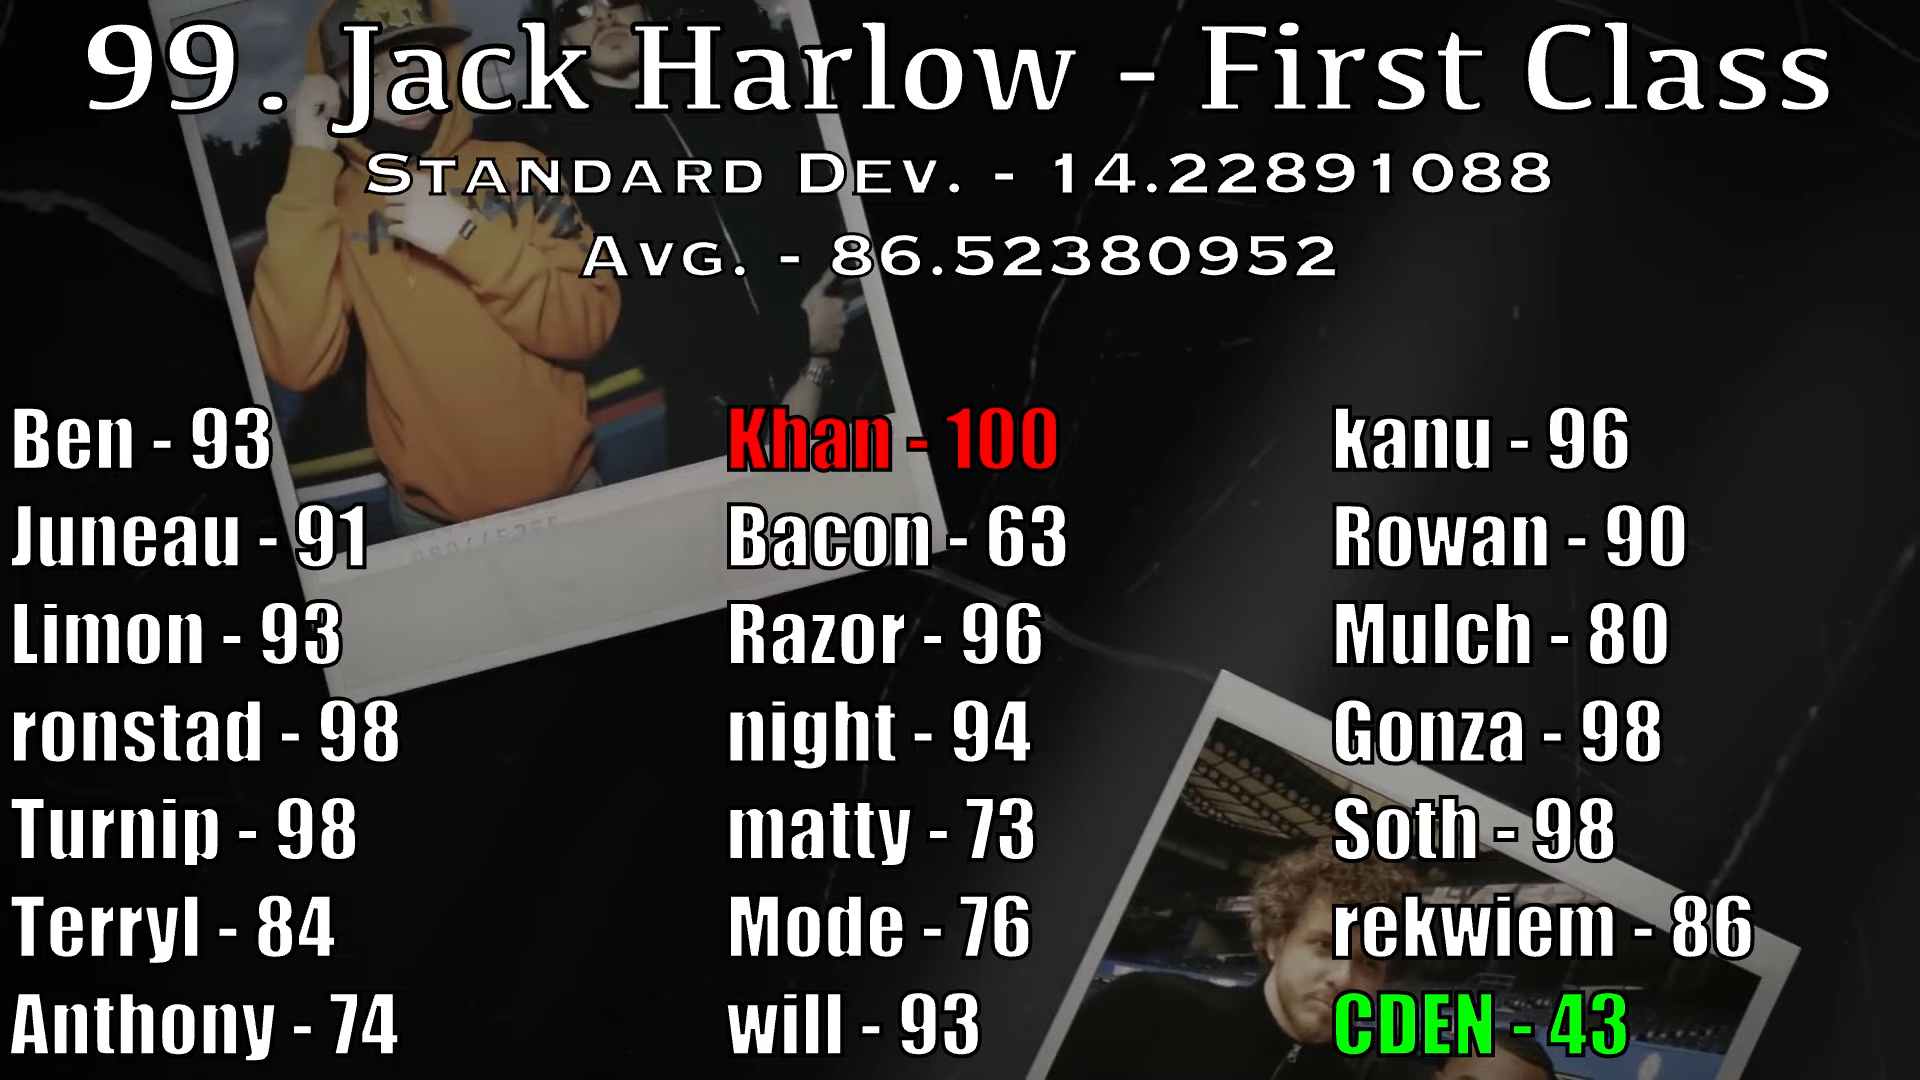 99. Jack Harlow - First Class
Standard Dev. - 14.22891088
Avg. - 86.52380952
Ben - 93
Juneau - 91
Limon - 93
ronstad - 98
Turnip - 98
Terryl - 84
Anthony - 74
Khan - 100
Bacon - 63
Razor - 96
night - 94
matty - 73
Mode - 76
will - 93
kanu - 96
Rowan - 90
Mulch - 80
Gonza - 98
Soth - 98
rekwiem - 86
CDEN - 43